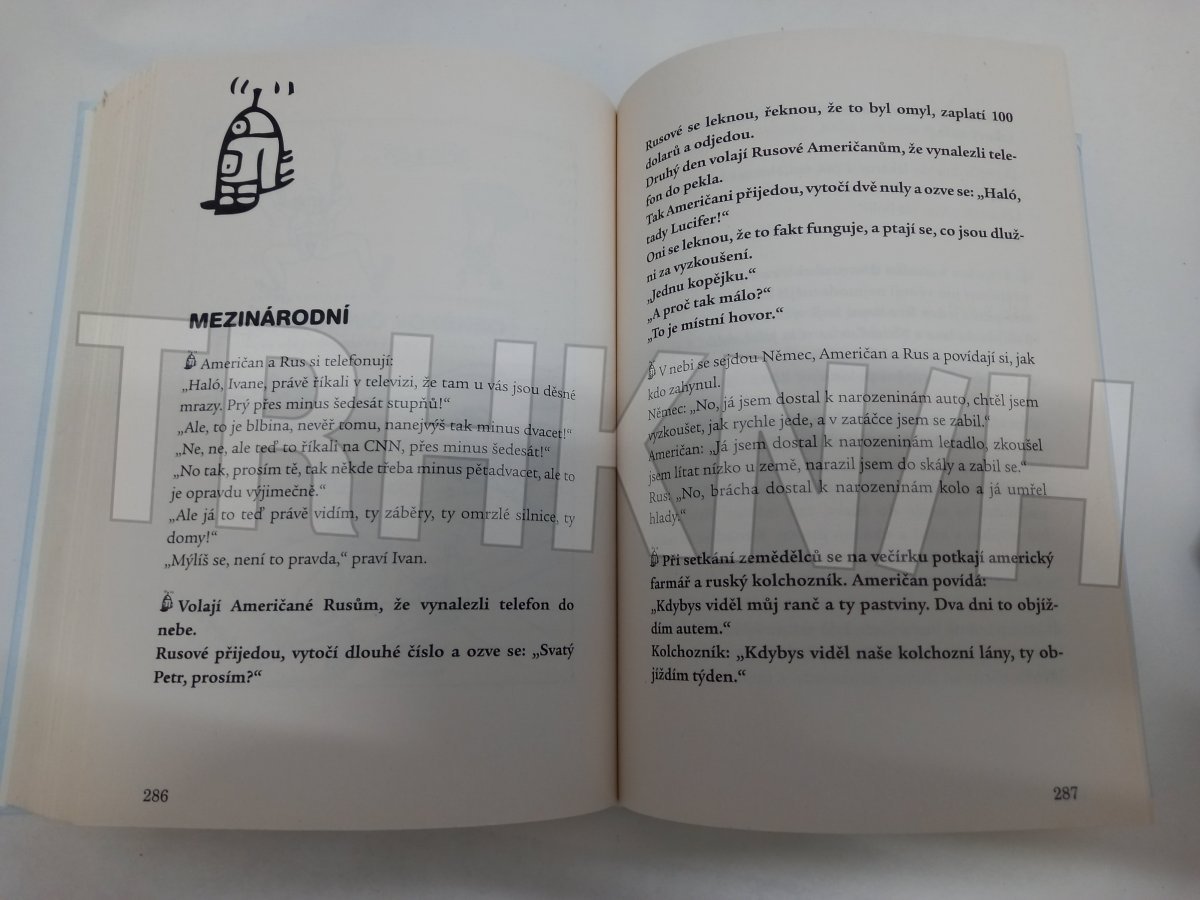 MEZINÁRODNÍ
Američan a Rus si telefonují:
„Haló, Ivane, právě říkali v televizi, že tam u vás jsou děsné
mrazy. Prý přes minus šedesát stupňů!“
„Ale, to je blbina, nevěř tomu, nanejvýš tak minus dvacet!“
„Ne, ne, ale teď to říkali na CNN, přes minus šedesát!“
„No tak, prosím tě, tak někde třeba minus pětadvacet, ale to
je opravdu výjimečně.“
„Ale já to teď právě vidím, ty záběry, ty omrzlé silnice, ty
domy!“
„Mýlíš se, není to pravda,“ praví Ivan.
Volají Američané Rusům, že vynalezli telefon do
nebe.
Rusové přijedou, vytočí dlouhé číslo a ozve se: „Svatý
Petr, prosím?“
286
Rusové se leknou, řeknou, že to byl omyl, zaplatí 100
dolarů a odjedou.
Druhý den volají Rusové Američanům, že vynalezli tele-
fon do pekla.
Tak Američani přijedou, vytočí dvě nuly a ozve se: „Haló,
tady Lucifer!“
Oni se leknou, že to fakt funguje, a ptají se, co jsou dluž-
ni za vyzkoušení.
„Jednu kopějku.“
„A proč tak málo?“
„To je místní hovor.“
V nebi se sejdou Němec, Američan a Rus a povídají si, jak
kdo zahynul.
Němec: „No, já jsem dostal k narozeninám auto, chtěl jsem
vyzkoušet, jak rychle jede, a v zatáčce jsem se zabil.“
Američan: „Já jsem dostal k narozeninám letadlo, zkoušel
jsem lítat nízko u země, narazil jsem do skály a zabil se.“
Rus: „No, brácha dostal k narozeninám kolo a já umřel
hlady.“
Při setkání zemědělců se na večírku potkají americký
farmář a ruský kolchozník. Američan povídá:
„Kdybys viděl můj ranč a ty pastviny. Dva dni to objíž-
dím autem.“
Kolchozník: „Kdybys viděl naše kolchozní lány, ty ob-
jíždím týden.“
287
TRHKNIH